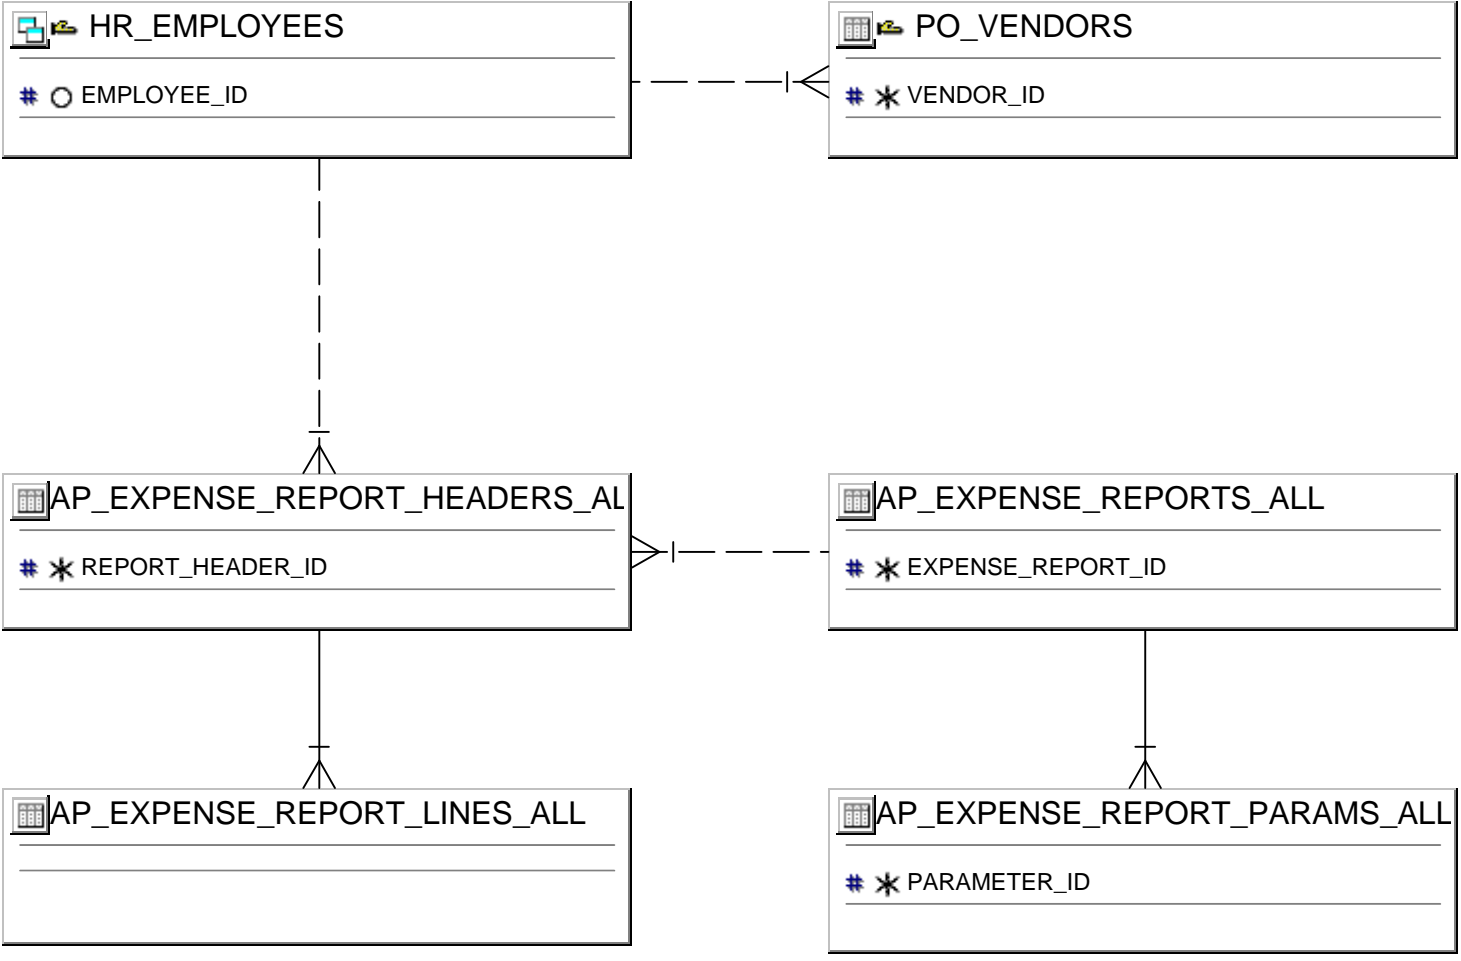 HR_EMPLOYEES
# EMPLOYEE_ID
PO_VENDORS
# * VENDOR_ID
AP_EXPENSE_REPORT_HEADERS_AL
# * REPORT_HEADER_ID
AP_EXPENSE_REPORTS_ALL
# * EXPENSE_REPORT_ID
AP_EXPENSE_REPORT_LINES_ALL
AP_EXPENSE_REPORT_PARAMS_ALL
# * PARAMETER_ID